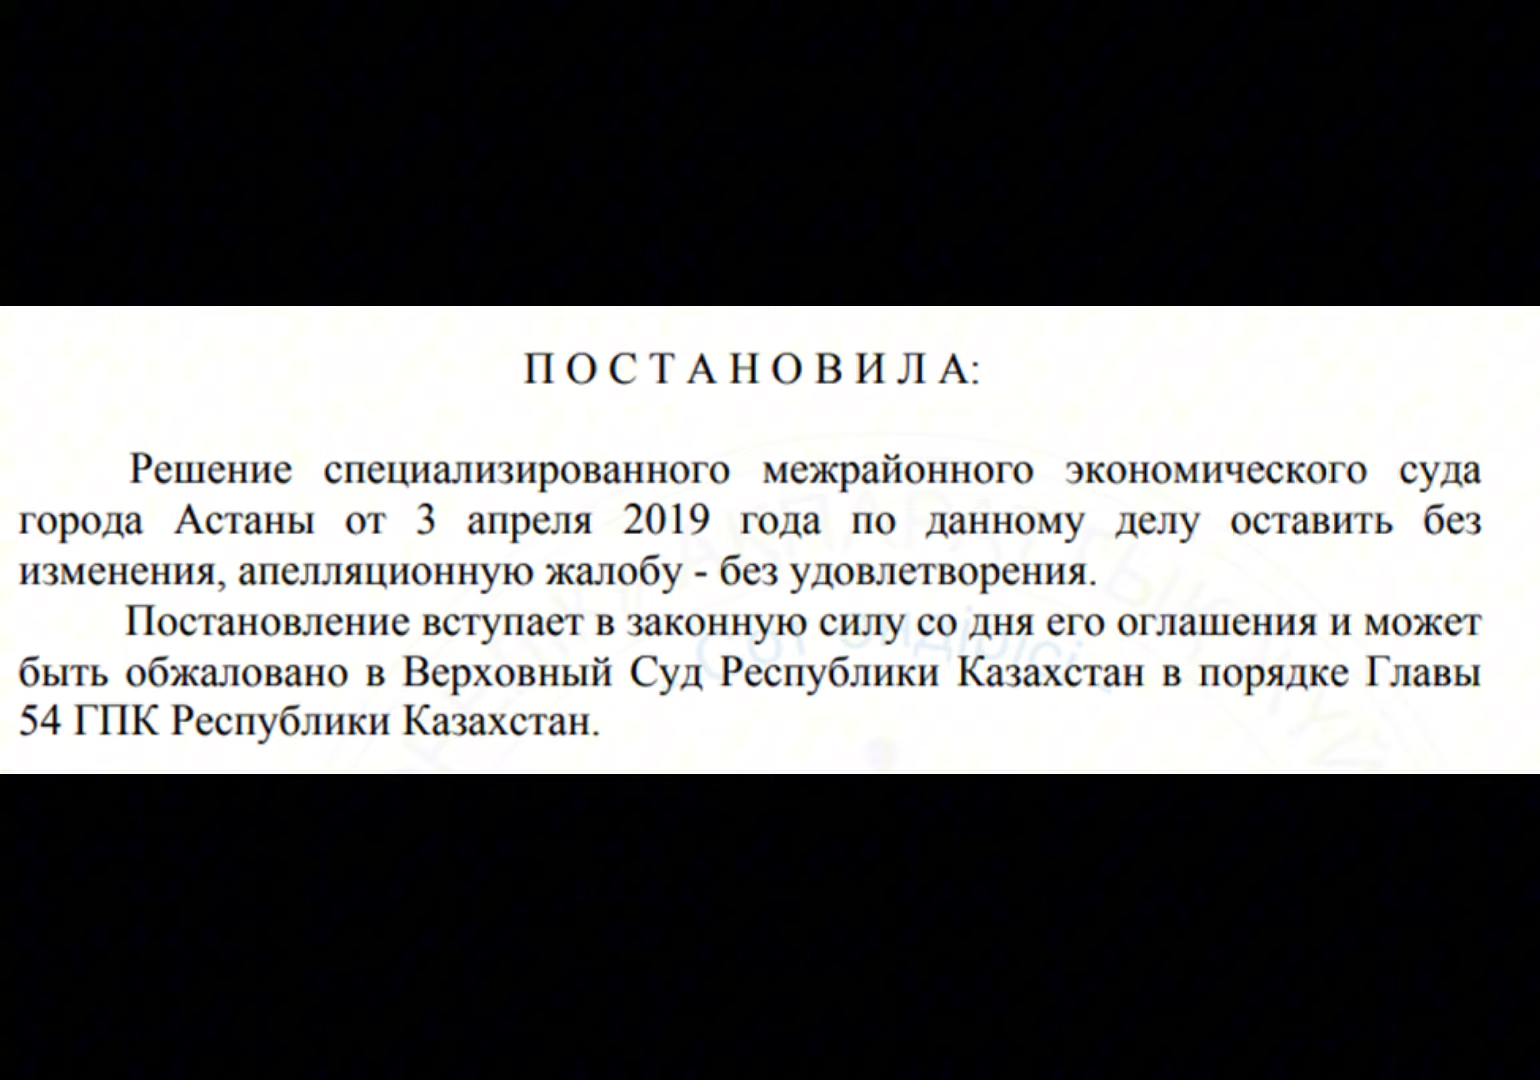 ПОСТАНОВИЛА:
Решение специализированного межрайонного экономического суда
города Астаны от 3 апреля 2019 года по данному делу оставить без
изменения, апелляционную жалобу - без удовлетворения.
Постановление вступает в законную силу со дня его оглашения и может
быть обжаловано в Верховный Суд Республики Казахстан в порядке Главы
54 ГПК Республики Казахстан.